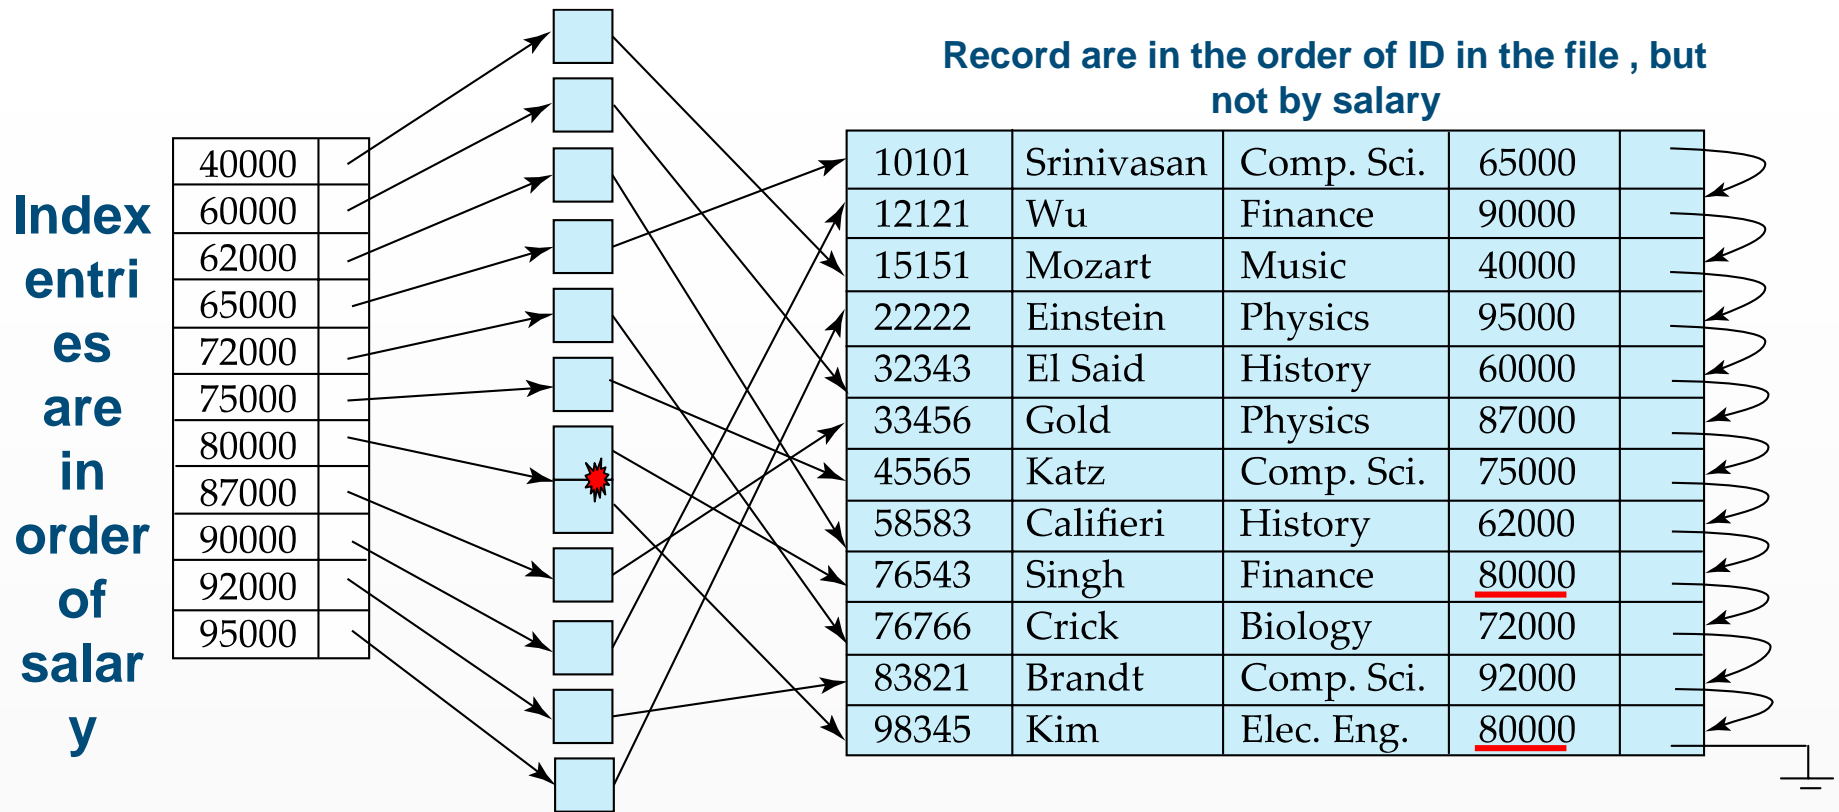 Record are in the order of ID in the file , but
not by salary
Index
entri
es
are
in
order
of
salar
y
40000
60000
62000
65000
72000
75000
80000
87000
90000
92000
95000
10101 Srinivasan Comp. Sci. 65000
12121 Wu Finance 90000
15151 Mozart Music 40000
22222 Einstein Physics 95000
32343 El Said History 60000
33456 Gold Physics 87000
45565 Katz Comp. Sci. 75000
58583 Califieri History 62000
76543 Singh Finance 80000
76766 Crick Biology 72000
83821 Brandt Comp. Sci. 92000
98345 Kim Elec. Eng. 80000